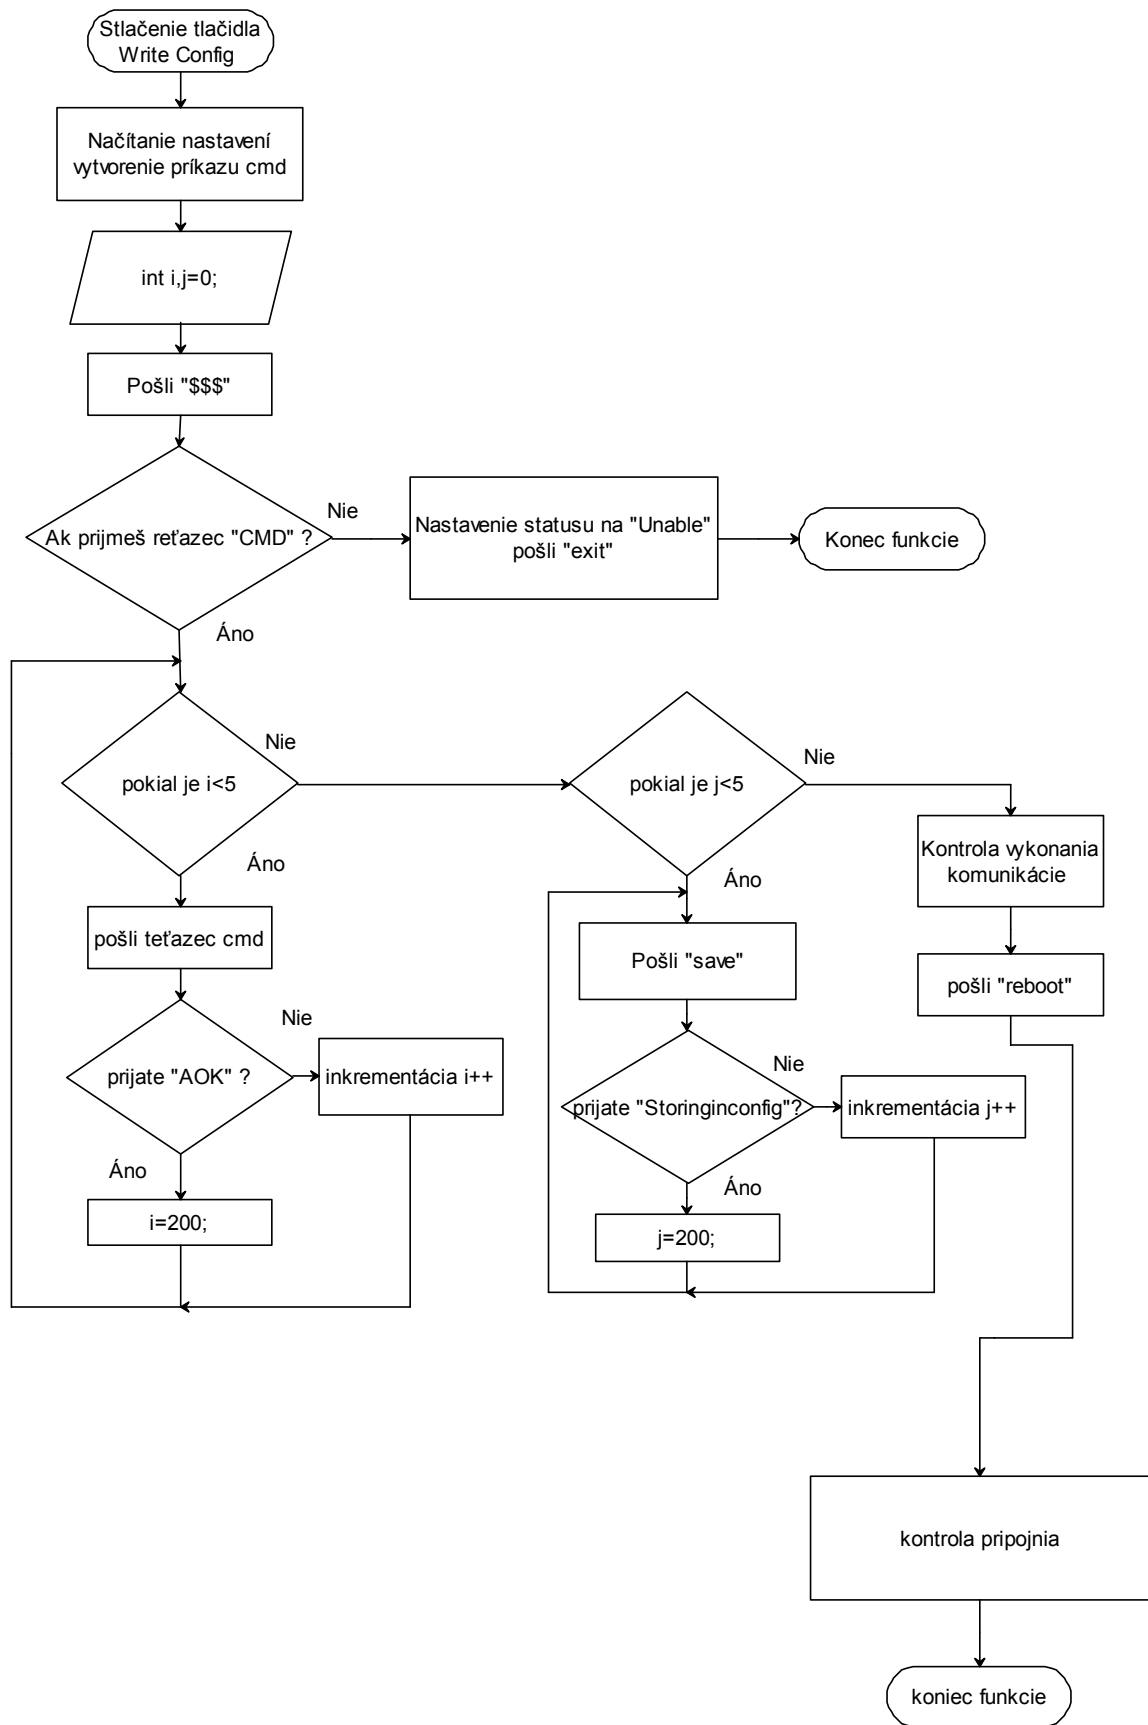 Stlačenie tlačidla
Write Config
Načítanie nastavení
vytvorenie príkazu cmd
int i,j=0;
Pošli "$$$"
Ak prijmeš reťazec "CMD" ?
Nie
Nastavenie statusu na "Unable"
pošli "exit"
Konec funkcie
Áno
pokial je i<5
Nie
pokial je j<5
Nie
Kontrola vykonania
komunikácie
pošli "reboot"
Áno
pošli teťazec cmd
prijate "AOK" ?
Nie
inkrementácia i++
Áno
i=200;
Áno
Pošli "save"
prijate "Storinginconfig"?
Nie
inkrementácia j++
Áno
j=200;
kontrola pripojnia
koniec funkcie